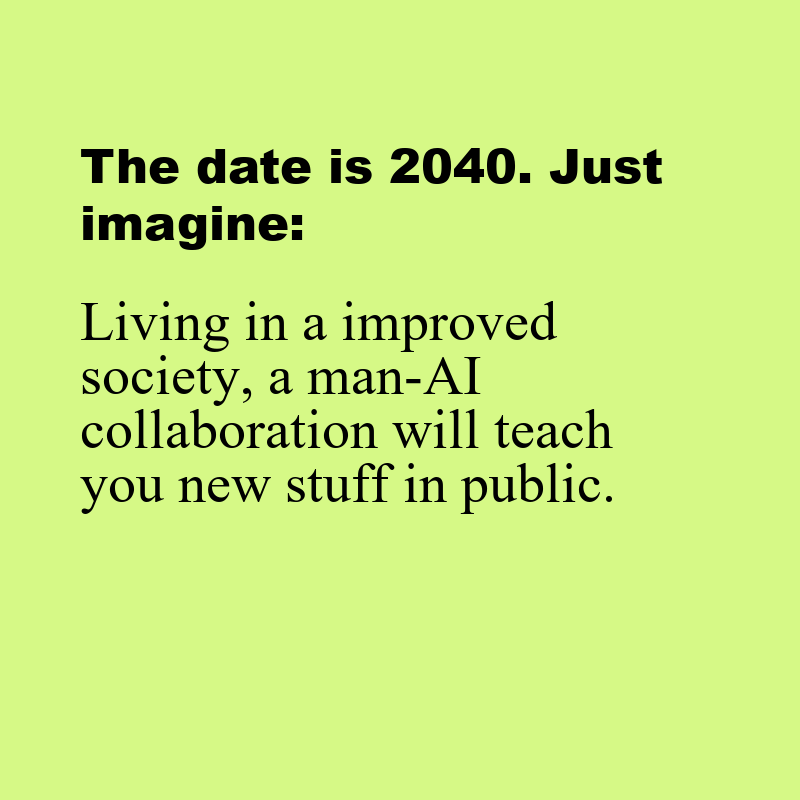 The date is 2040. Just
imagine:
Living in a improved
society, a man-AI
collaboration will teach
you new stuff in public.